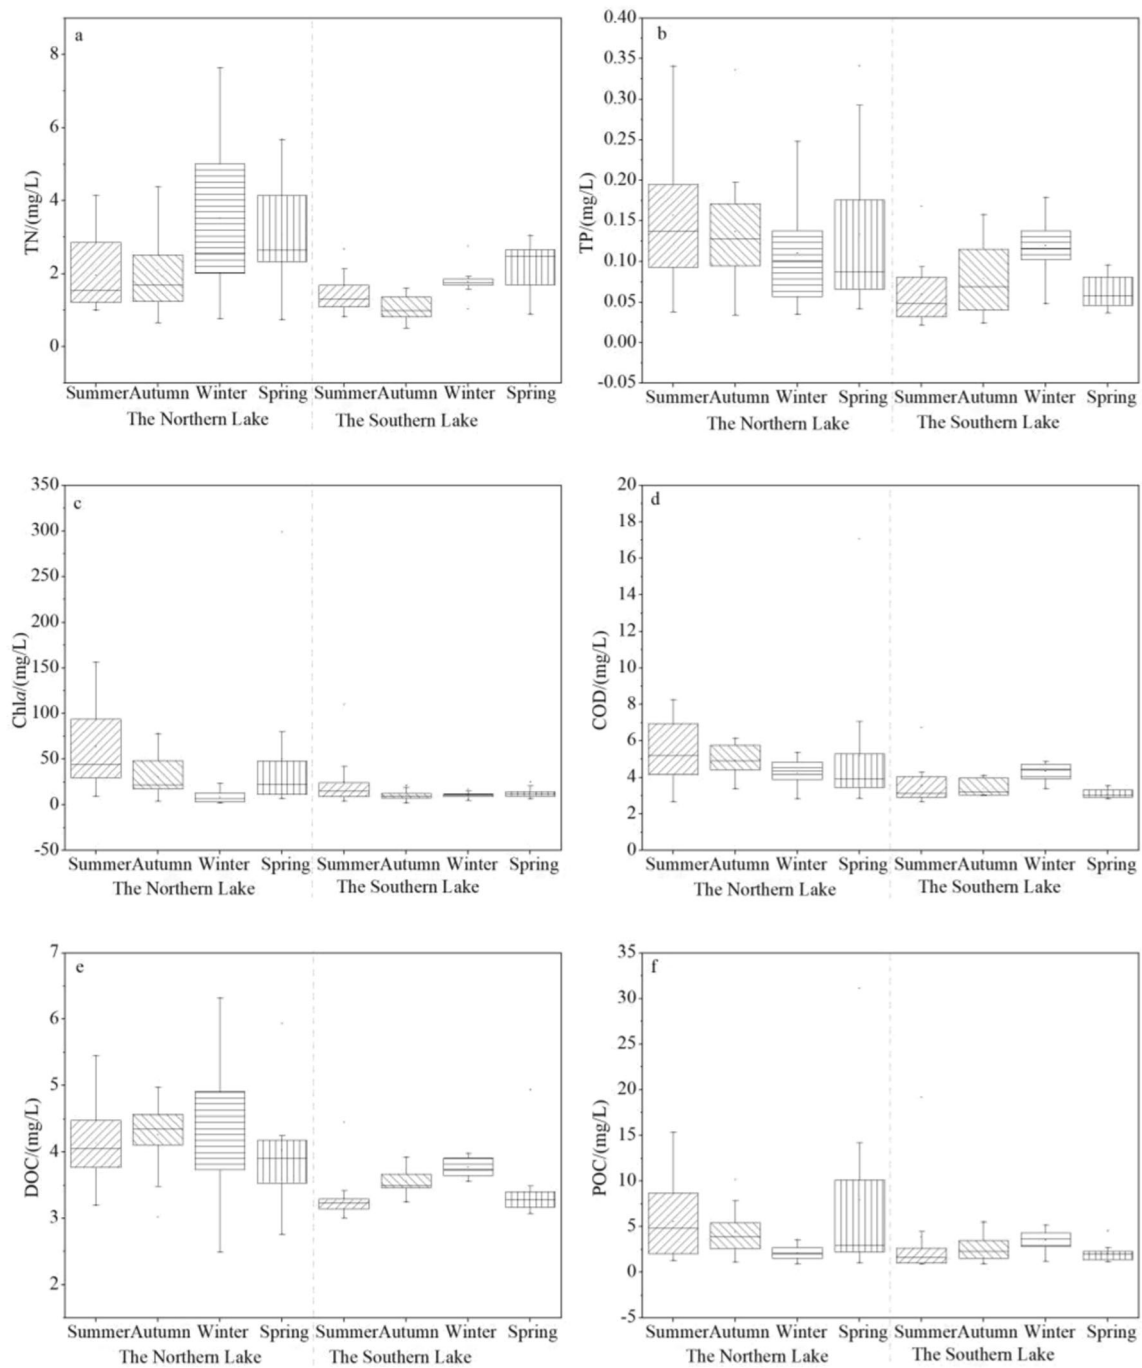 a
TN/(mg/L)
8
6
4
2
0
Summer Autumn Winter Spring Summer Autumn Winter Spring
The Northern Lake The Southern Lake
b
TP/(mg/L)
0.40
0.35
0.30
0.25
0.20
0.15
0.10
0.05
0.00
-0.05
Summer Autumn Winter Spring Summer Autumn Winter Spring
The Northern Lake The Southern Lake
c
Chla/(mg/L)
350
300
250
200
150
100
50
0
-50
Summer Autumn Winter Spring Summer Autumn Winter Spring
The Northern Lake The Southern Lake
d
COD/(mg/L)
20
18
16
14
12
10
8
6
4
2
0
Summer Autumn Winter Spring Summer Autumn Winter Spring
The Northern Lake The Southern Lake
e
DOC/(mg/L)
7
6
5
4
3
2
Summer Autumn Winter Spring Summer Autumn Winter Spring
The Northern Lake The Southern Lake
f
POC/(mg/L)
35
30
25
20
15
10
5
0
-5
Summer Autumn Winter Spring Summer Autumn Winter Spring
The Northern Lake The Southern Lake